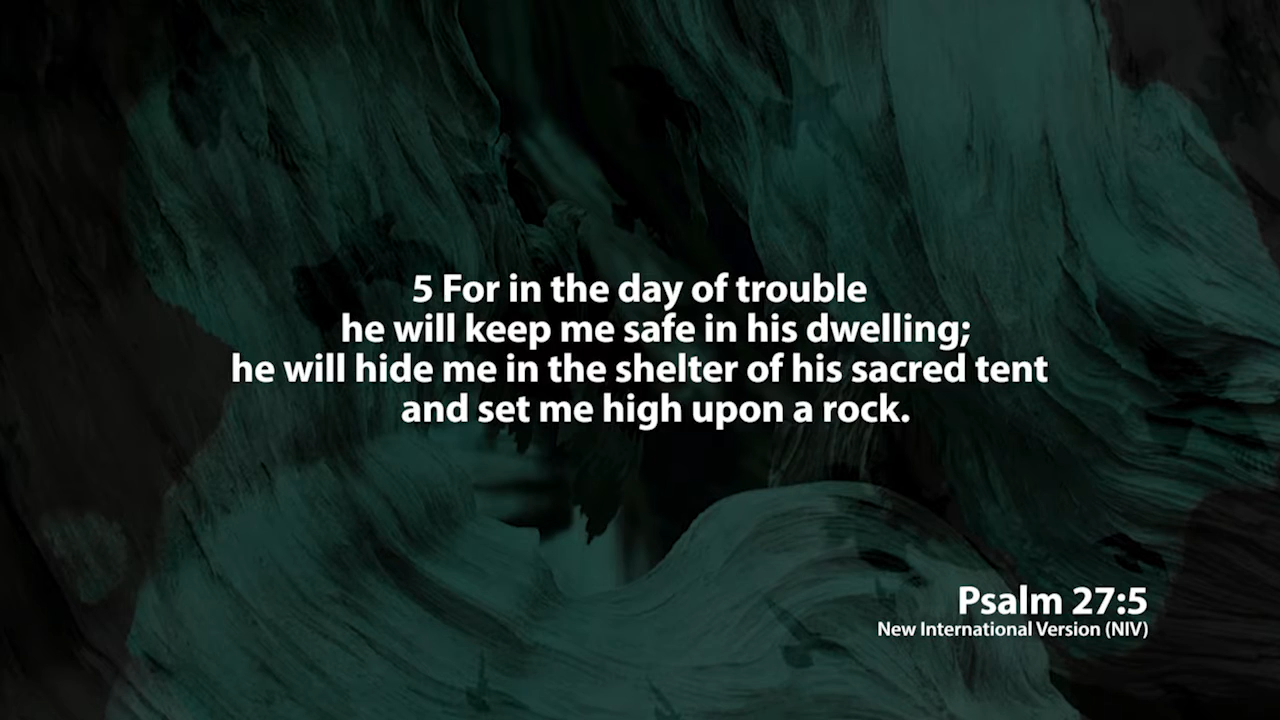 5 For in the day of trouble
he will keep me safe in his dwelling;
he will hide me in the shelter of his sacred tent
and set me high upon a rock.
Psalm 27:5
New International Version (NIV)